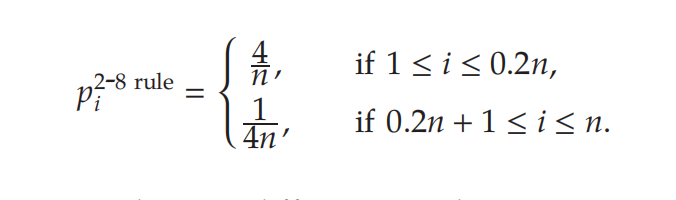 p_i^{2-8 rule} = { 4/n, if 1 ≤ i ≤ 0.2n,
1/4n, if 0.2n + 1 ≤ i ≤ n.